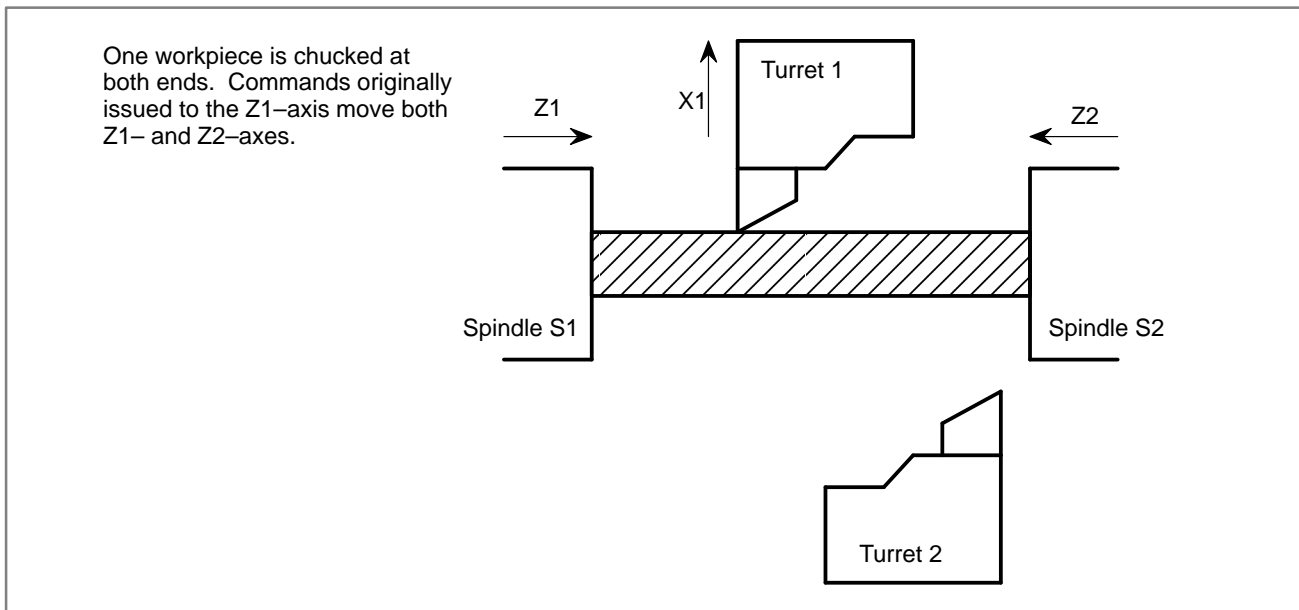 One workpiece is chucked at
both ends.  Commands originally
issued to the Z1–axis move both
Z1– and Z2–axes.
Turret 1
X1
Z1
Z2
Spindle S1
Spindle S2
Turret 2